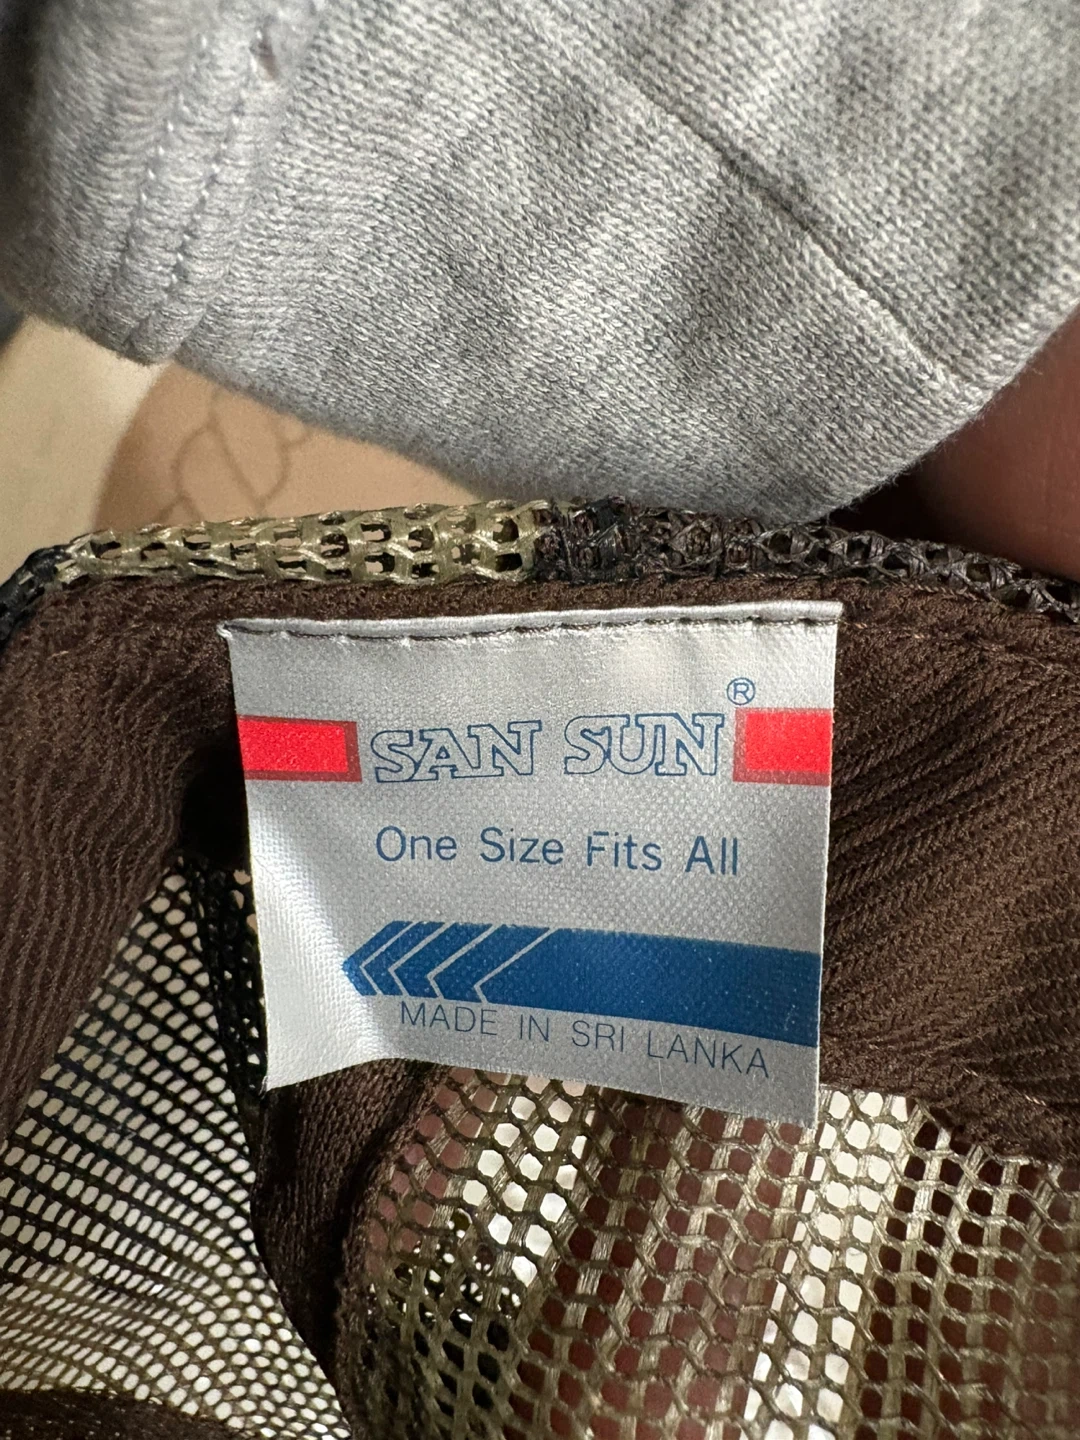 SAN SUN®
One Size Fits All
MADE IN SRI LANKA